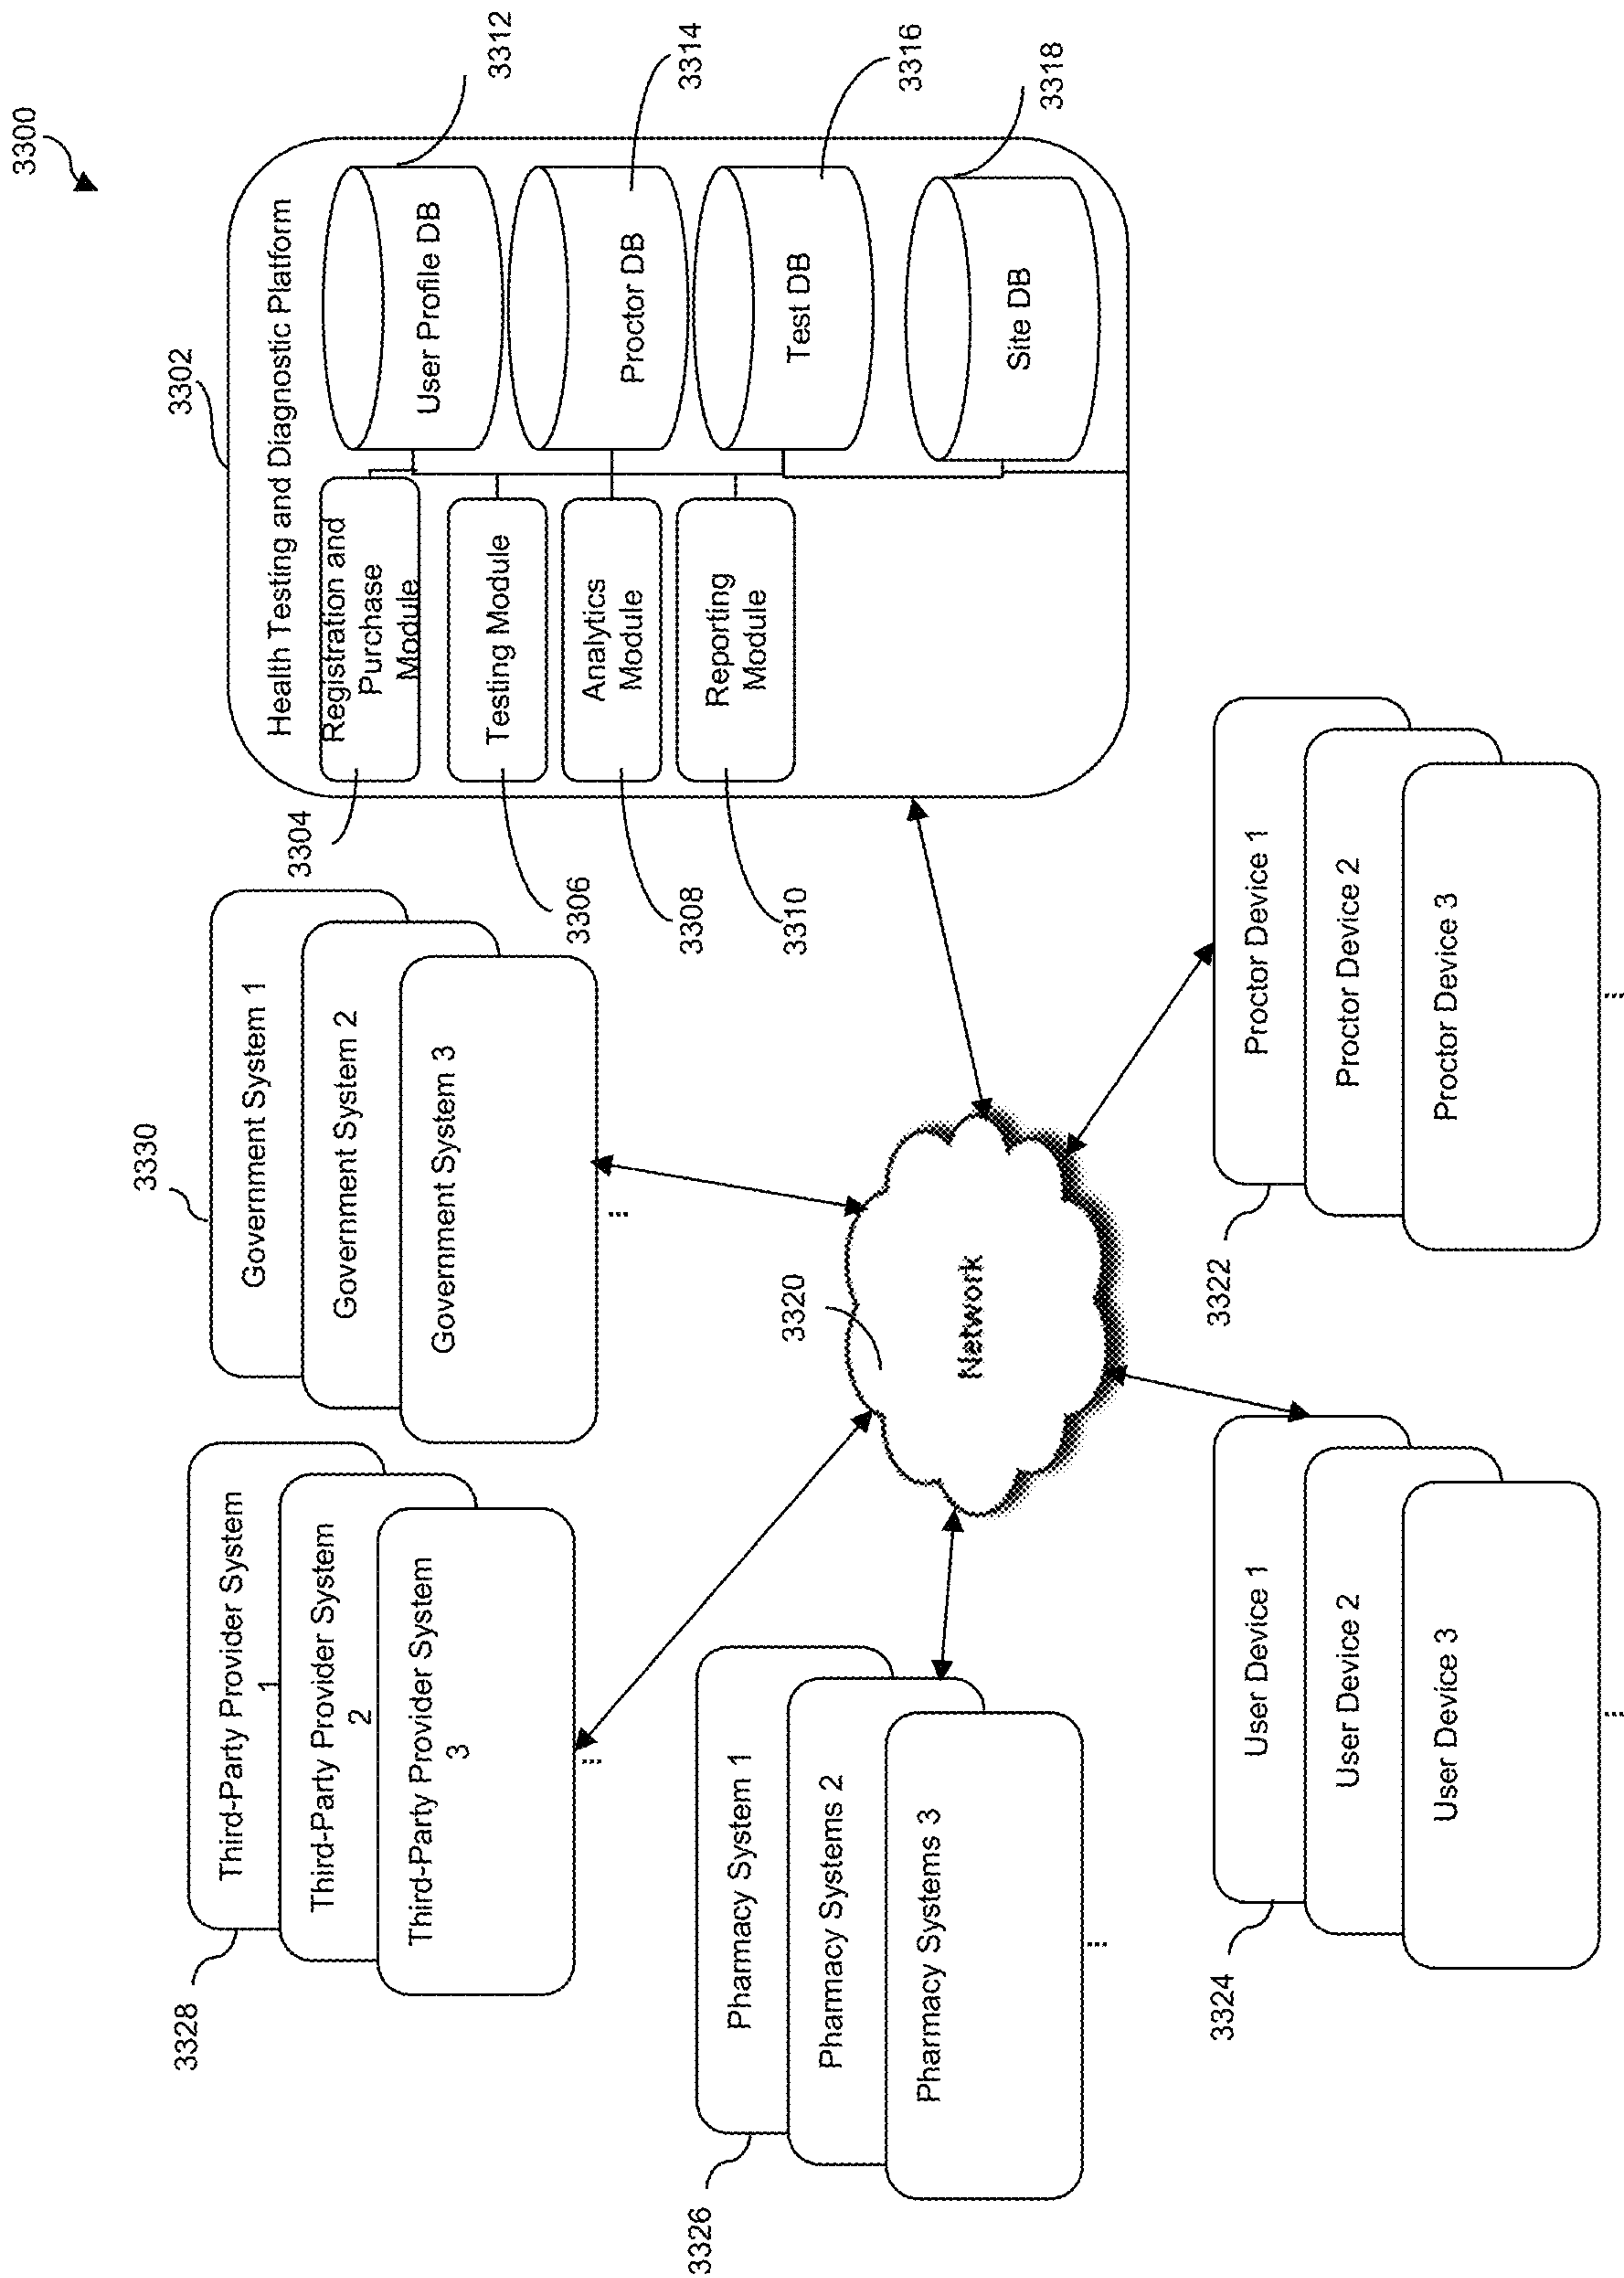 3300
3302
Health Testing and Diagnostic Platform
Registration and
Purchase
Module
3304
Testing Module
3306
Analytics
Module
3308
Reporting
Module
3310
User Profile DB
3312
Proctor DB
3314
Test DB
3316
Site DB
3318
3330
Government System 1
Government System 2
Government System 3
...
3328
Third-Party Provider System
1
Third-Party Provider System
2
Third-Party Provider System
3
...
3320
Network
3326
Pharmacy System 1
Pharmacy Systems 2
Pharmacy Systems 3
...
3324
User Device 1
User Device 2
User Device 3
...
3322
Proctor Device 1
Proctor Device 2
Proctor Device 3
...